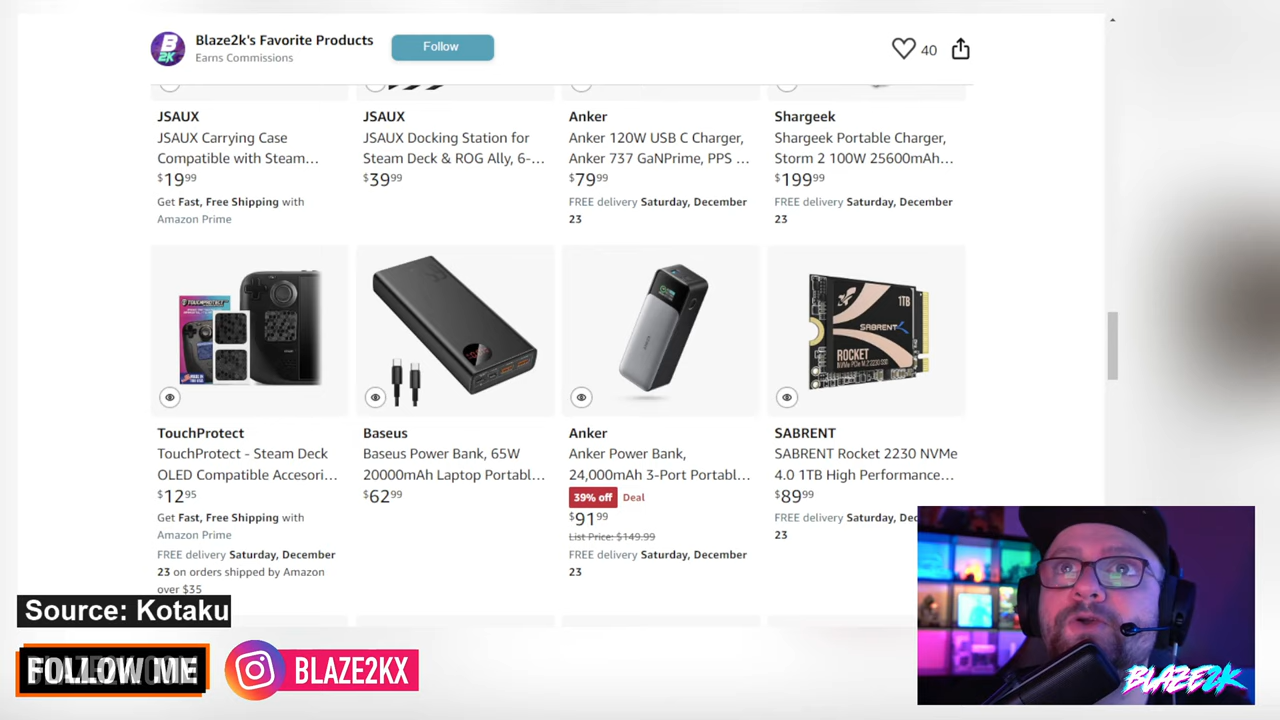 Blaze2k's Favorite Products
Earns Commissions
Follow
40
JSAUX
JSAUX Carrying Case
Compatible with Steam…
$19 99
Get Fast, Free Shipping with
Amazon Prime
JSAUX
JSAUX Docking Station for
Steam Deck & ROG Ally, 6-…
$39 99
Anker
Anker 120W USB C Charger,
Anker 737 GaNPrime, PPS …
$79 99
FREE delivery Saturday, December
23
Shargeek
Shargeek Portable Charger,
Storm 2 100W 25600mAh…
$199 99
FREE delivery Saturday, December
23
TOUCHPROTECT
1TB
SABRENT
ROCKET
TouchProtect
TouchProtect - Steam Deck
OLED Compatible Accesori…
$12 95
Get Fast, Free Shipping with
Amazon Prime
FREE delivery Saturday, December
23 on orders shipped by Amazon
over $35
Baseus
Baseus Power Bank, 65W
20000mAh Laptop Portabl…
$62 99
Anker
Anker Power Bank,
24,000mAh 3-Port Portabl…
39% off Deal
$91 99
List Price: $149.99
FREE delivery Saturday, December
23
SABRENT
SABRENT Rocket 2230 NVMe
4.0 1TB High Performance…
$89 99
FREE delivery Saturday, Dec
23
Source: Kotaku
FOLLOW ME
BLAZE2KX
BLAZE2K